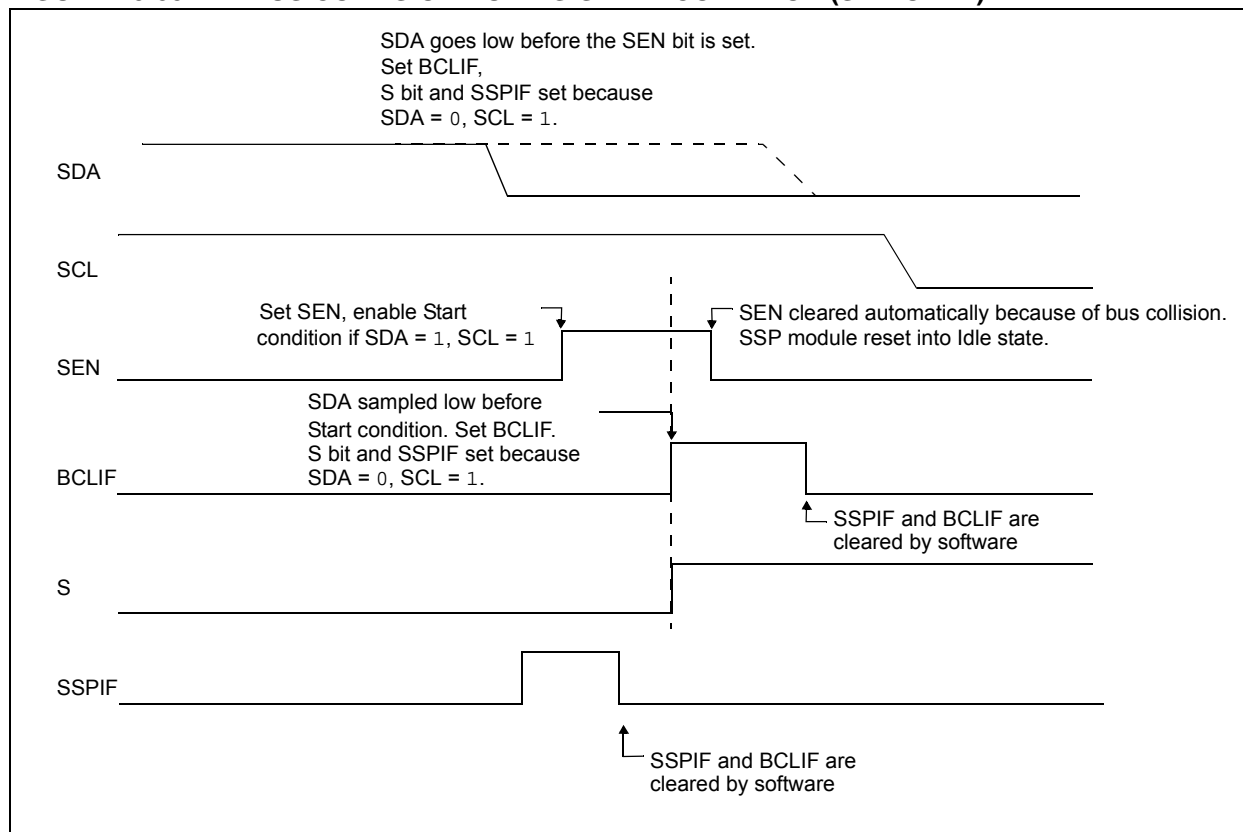 SDA goes low before the SEN bit is set.
Set BCLIF,
S bit and SSPIF set because
SDA = 0, SCL = 1.
SDA
SCL
Set SEN, enable Start
condition if SDA = 1, SCL = 1
SEN cleared automatically because of bus collision.
SSP module reset into Idle state.
SEN
SDA sampled low before
Start condition. Set BCLIF.
S bit and SSPIF set because
SDA = 0, SCL = 1.
BCLIF
SSPIF and BCLIF are
cleared by software
S
SSPIF
SSPIF and BCLIF are
cleared by software